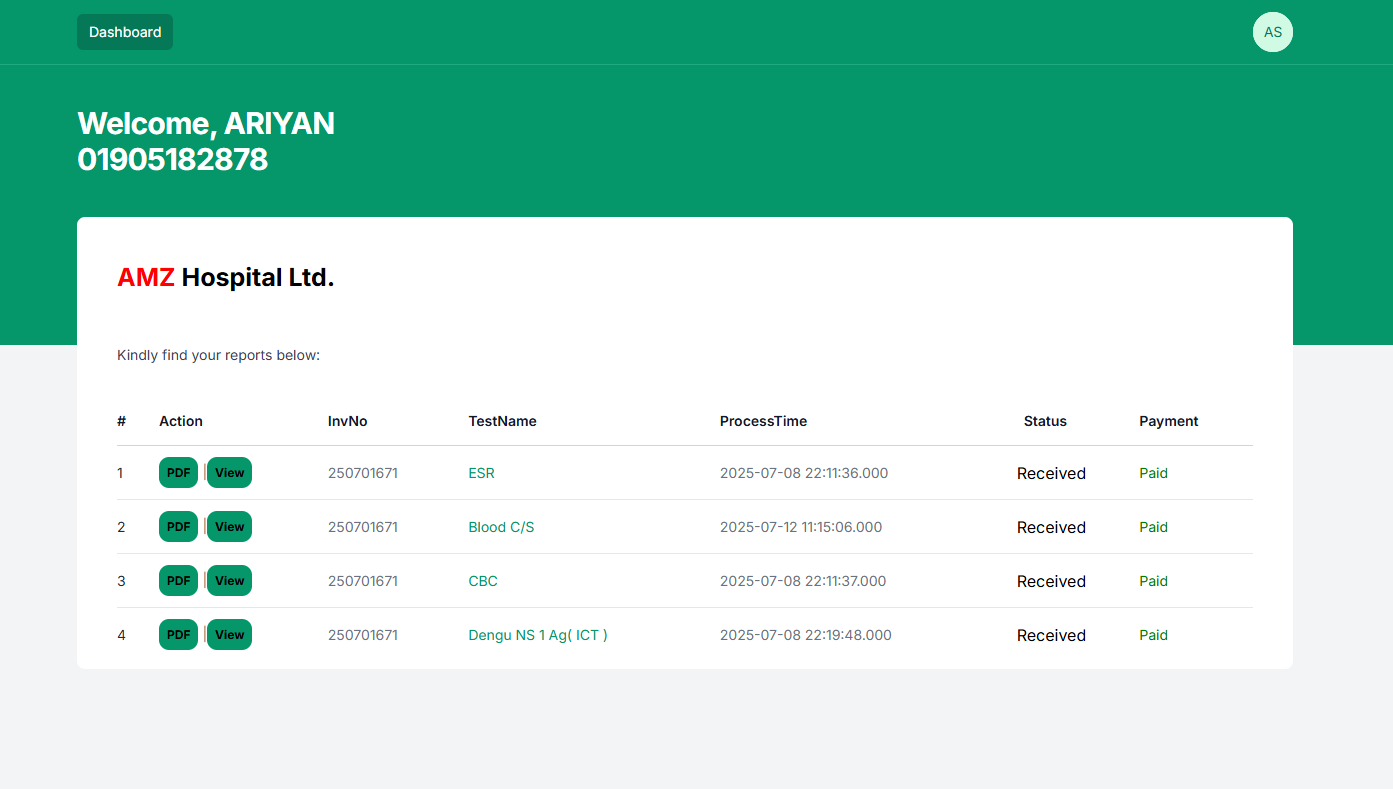 Dashboard AS
Welcome, ARIYAN
01905182878
AMZ Hospital Ltd.
Kindly find your reports below:
# Action InvNo TestName ProcessTime Status Payment
1 PDF | View 250701671 ESR 2025-07-08 22:11:36.000 Received Paid
2 PDF | View 250701671 Blood C/S 2025-07-12 11:15:06.000 Received Paid
3 PDF | View 250701671 CBC 2025-07-08 22:11:37.000 Received Paid
4 PDF | View 250701671 Dengu NS 1 Ag( ICT ) 2025-07-08 22:19:48.000 Received Paid